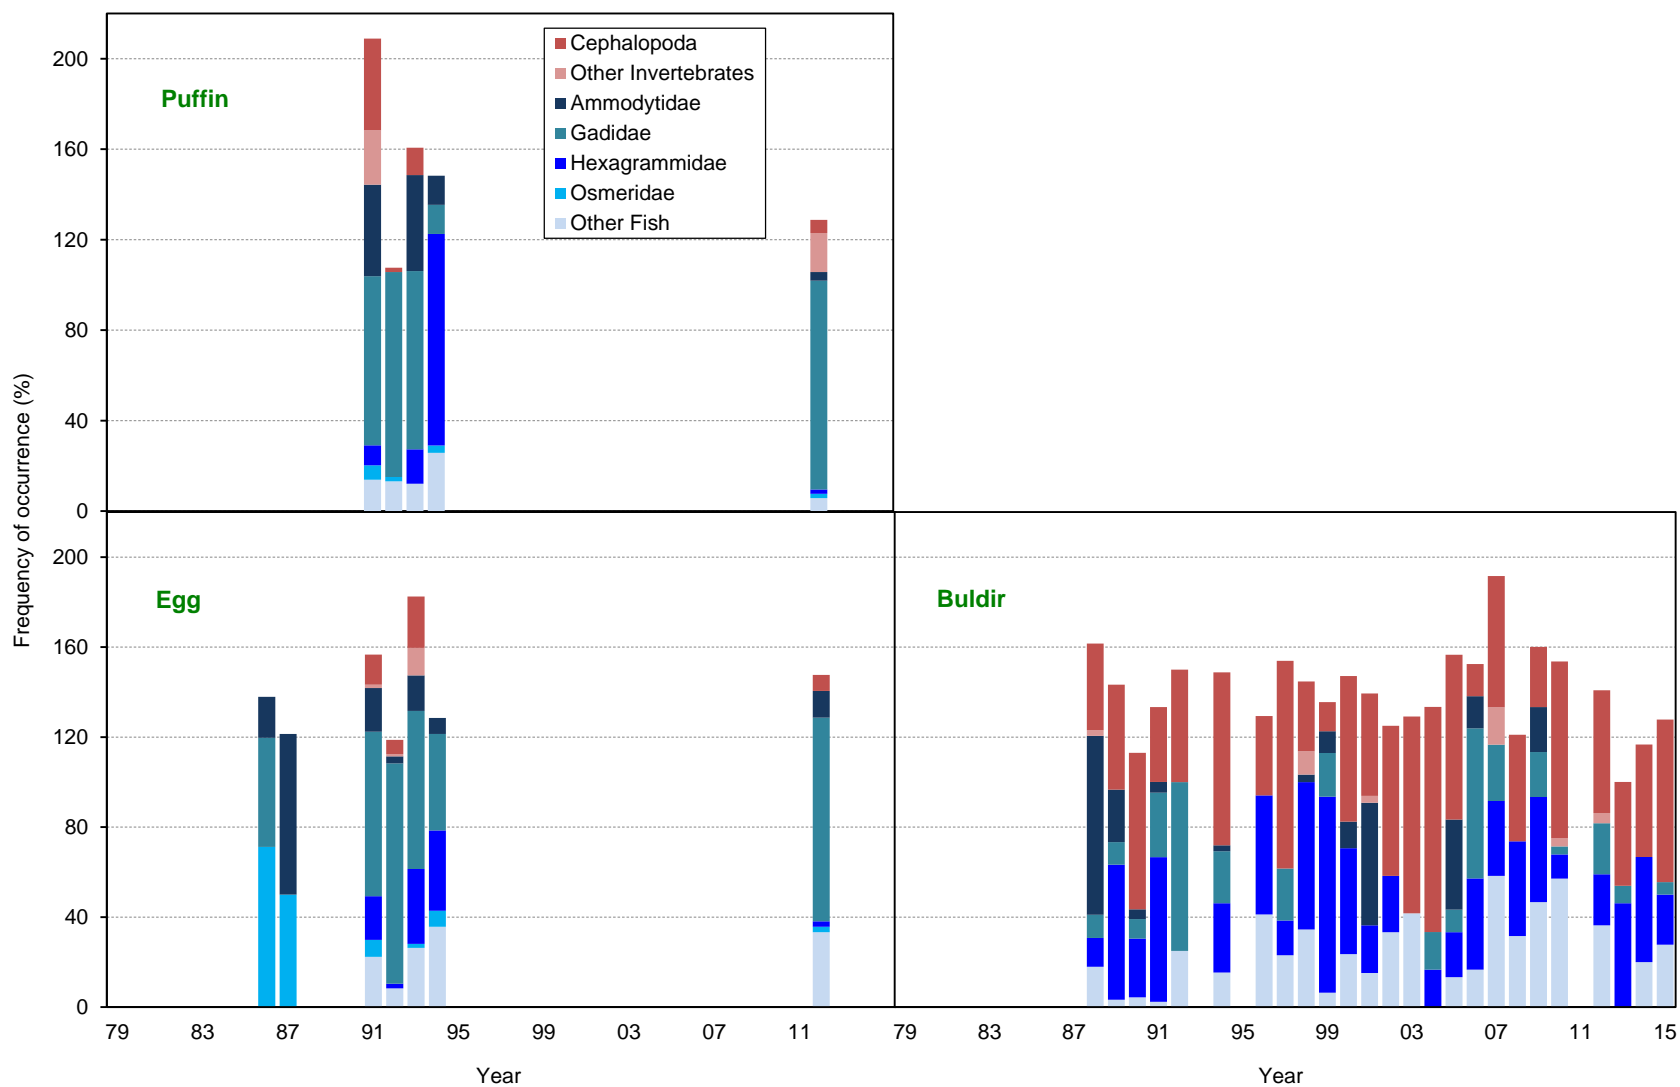 200
160
120
80
40
0
Puffin
Cephalopoda
Other Invertebrates
Ammodytidae
Gadidae
Hexagrammidae
Osmeridae
Other Fish
Frequency of occurrence (%)
200
160
120
80
40
0
Egg
Buldir
79 83 87 91 95 99 03 07 11
79 83 87 91 95 99 03 07 11 15
Year
Year